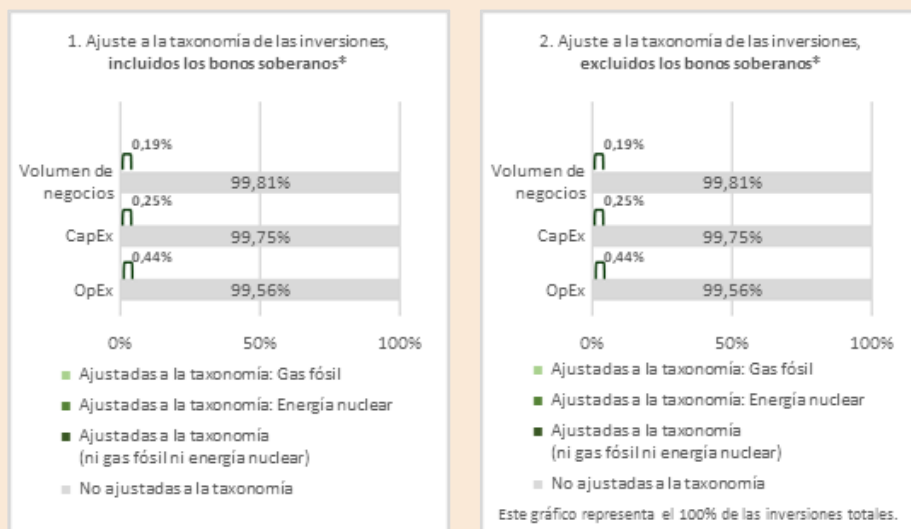 1. Ajuste a la taxonomía de las inversiones,
incluidos los bonos soberanos*
0,19%
Volumen de
negocios
99,81%
0,25%
CapEx
99,75%
0,44%
OpEx
99,56%
0%
50%
100%
Ajustadas a la taxonomía: Gas fósil
Ajustadas a la taxonomía: Energía nuclear
Ajustadas a la taxonomía
(ni gas fósil ni energía nuclear)
No ajustadas a la taxonomía
2. Ajuste a la taxonomía de las inversiones,
excluidos los bonos soberanos*
0,19%
Volumen de
negocios
99,81%
0,25%
CapEx
99,75%
0,44%
OpEx
99,56%
0%
50%
100%
Ajustadas a la taxonomía: Gas fósil
Ajustadas a la taxonomía: Energía nuclear
Ajustadas a la taxonomía
(ni gas fósil ni energía nuclear)
No ajustadas a la taxonomía
Este gráfico representa el 100% de las inversiones totales.